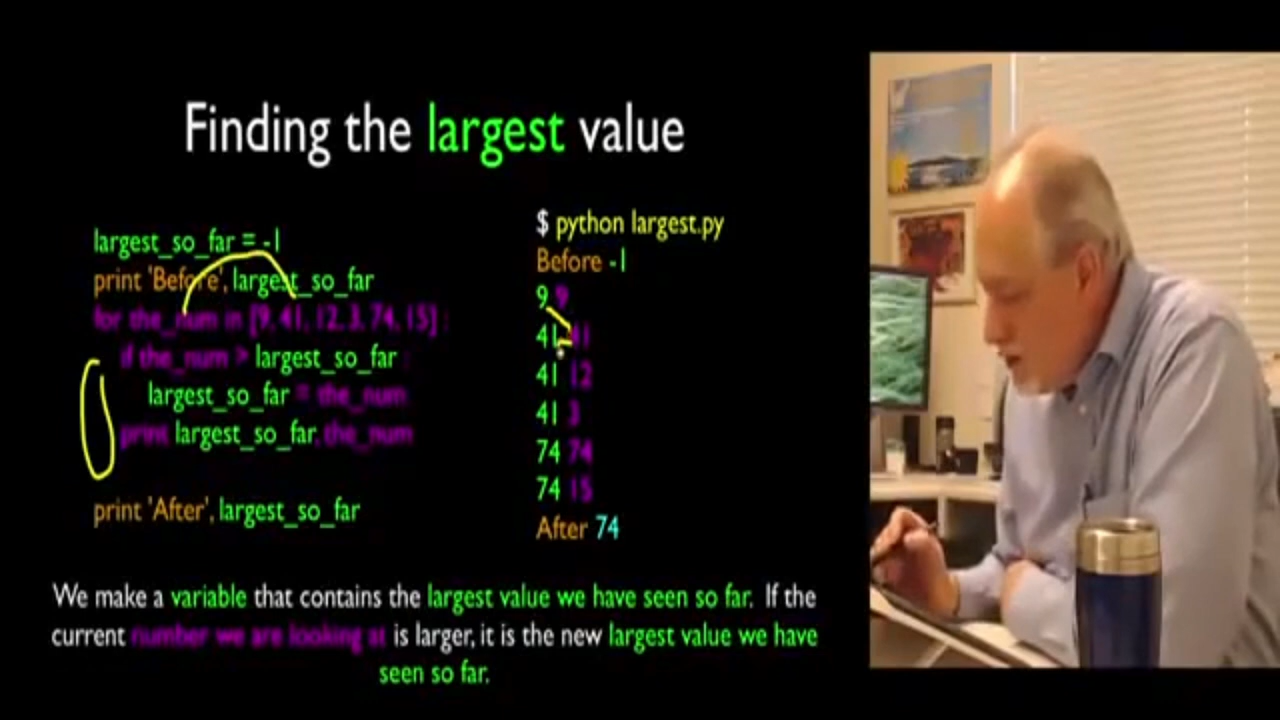 Finding the largest value
largest_so_far = -1
print 'Before', largest_so_far
for the_num in [9, 41, 12, 3, 74, 15] :
if the_num > largest_so_far :
largest_so_far = the_num
print largest_so_far, the_num
print 'After', largest_so_far
$ python largest.py
Before -1
9 9
41 41
41 12
41 3
74 74
74 15
After 74
We make a variable that contains the largest value we have seen so far. If the
current number we are looking at is larger, it is the new largest value we have
seen so far.